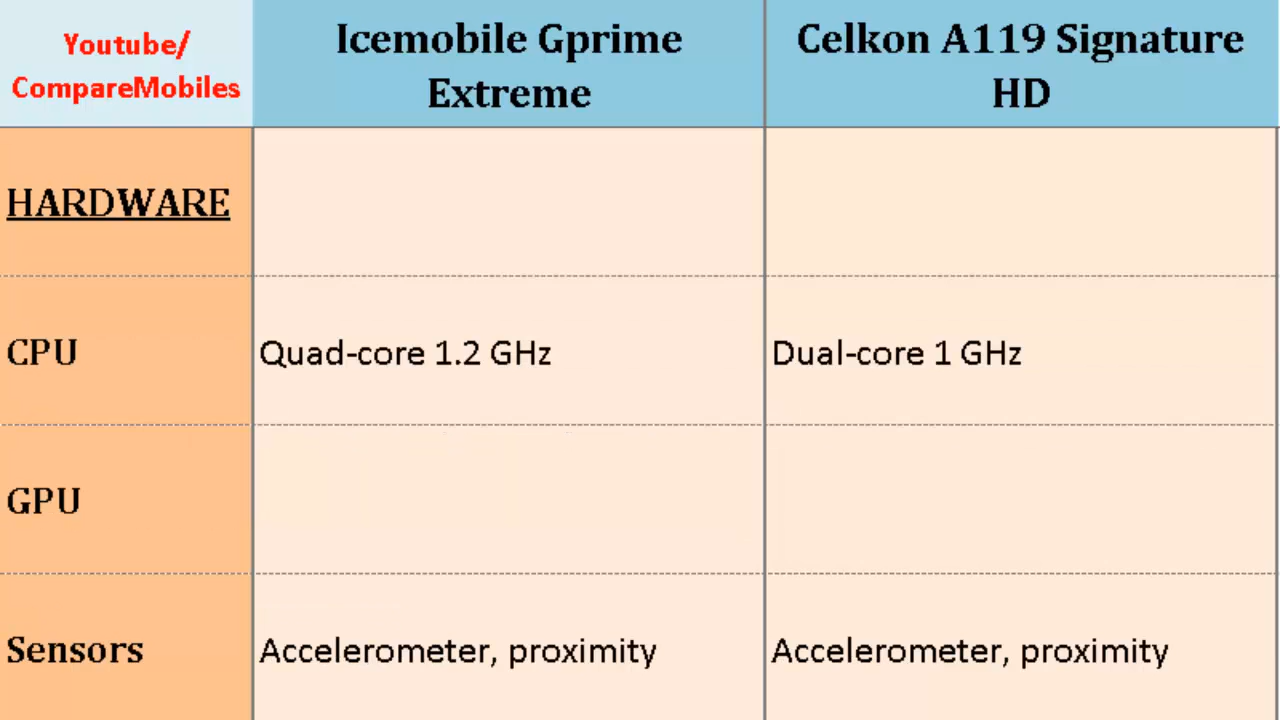 Youtube/
CompareMobiles
Icemobile Gprime
Extreme
Celkon A119 Signature
HD
HARDWARE
CPU
Quad-core 1.2 GHz
Dual-core 1 GHz
GPU
Sensors
Accelerometer, proximity
Accelerometer, proximity